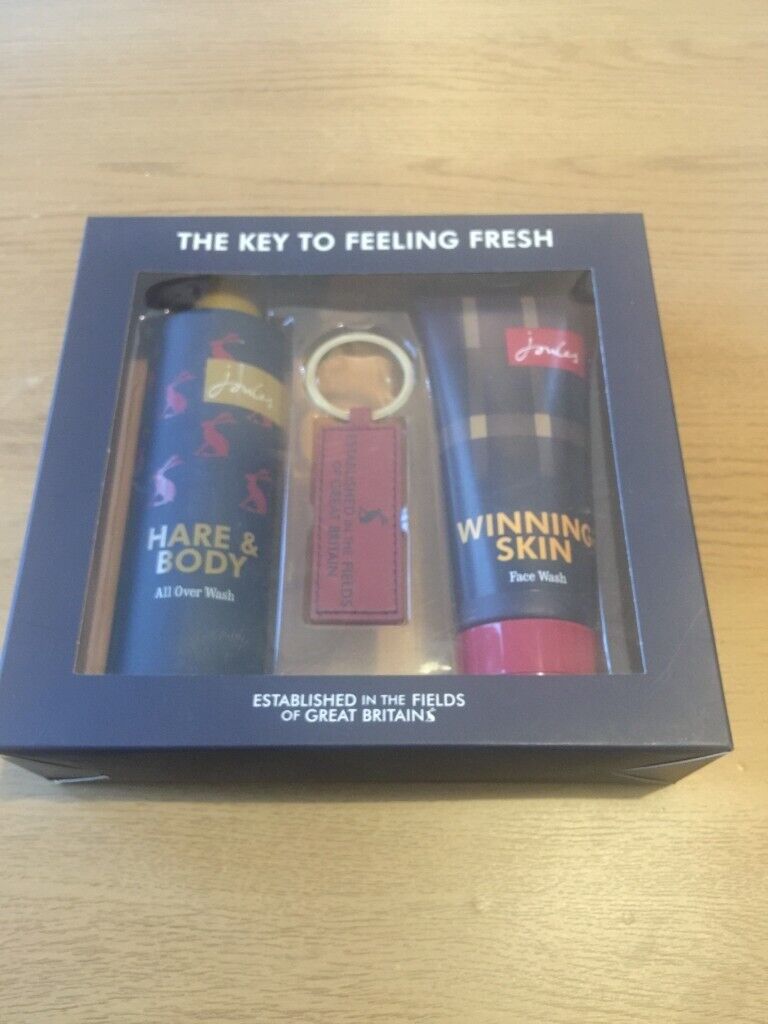 THE KEY TO FEELING FRESH
Joules
HARE &
BODY
All Over Wash
ESTABLISHED IN THE FIELDS
OF GREAT BRITAIN
Joules
WINNING
SKIN
Face Wash
ESTABLISHED IN THE FIELDS
OF GREAT BRITAIN